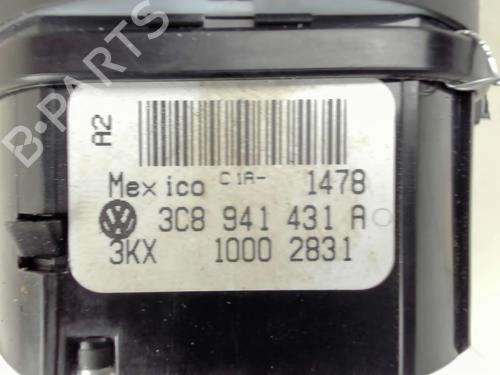 B-PARTS
A2
Mexico C1A- 1478
3C8 941 431 A
3KX 1000 2831